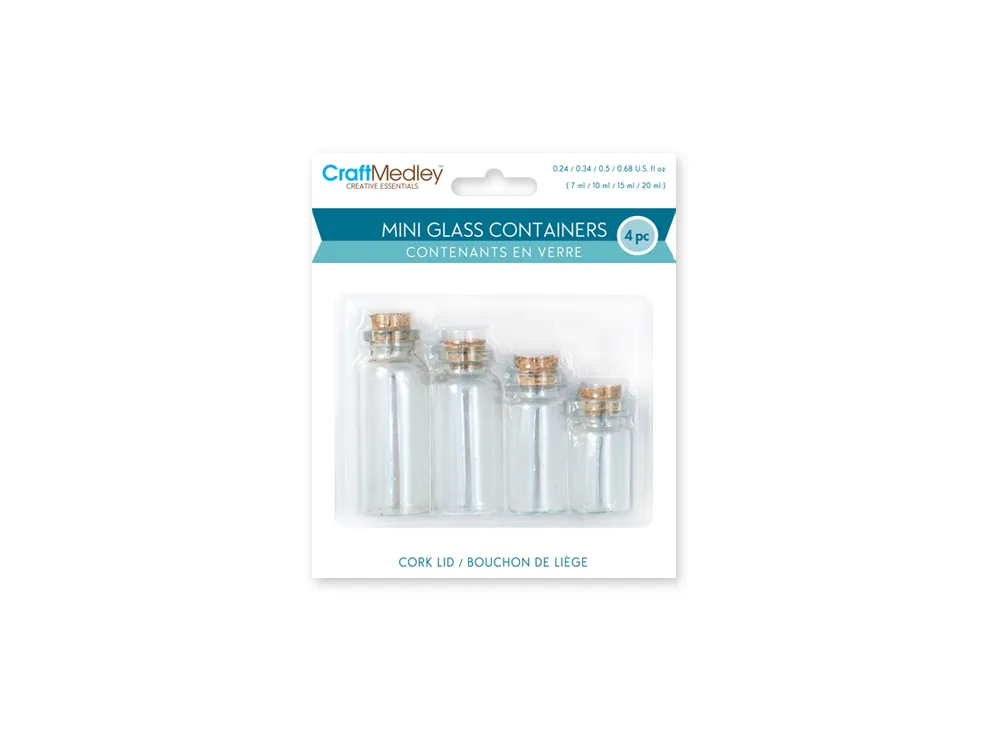 CraftMedley™
CREATIVE ESSENTIALS
0.24 / 0.34 / 0.5 / 0.68 U.S. fl oz
( 7 ml / 10 ml / 15 ml / 20 ml )
MINI GLASS CONTAINERS
4 pc
CONTENANTS EN VERRE
CORK LID / BOUCHON DE LIÈGE